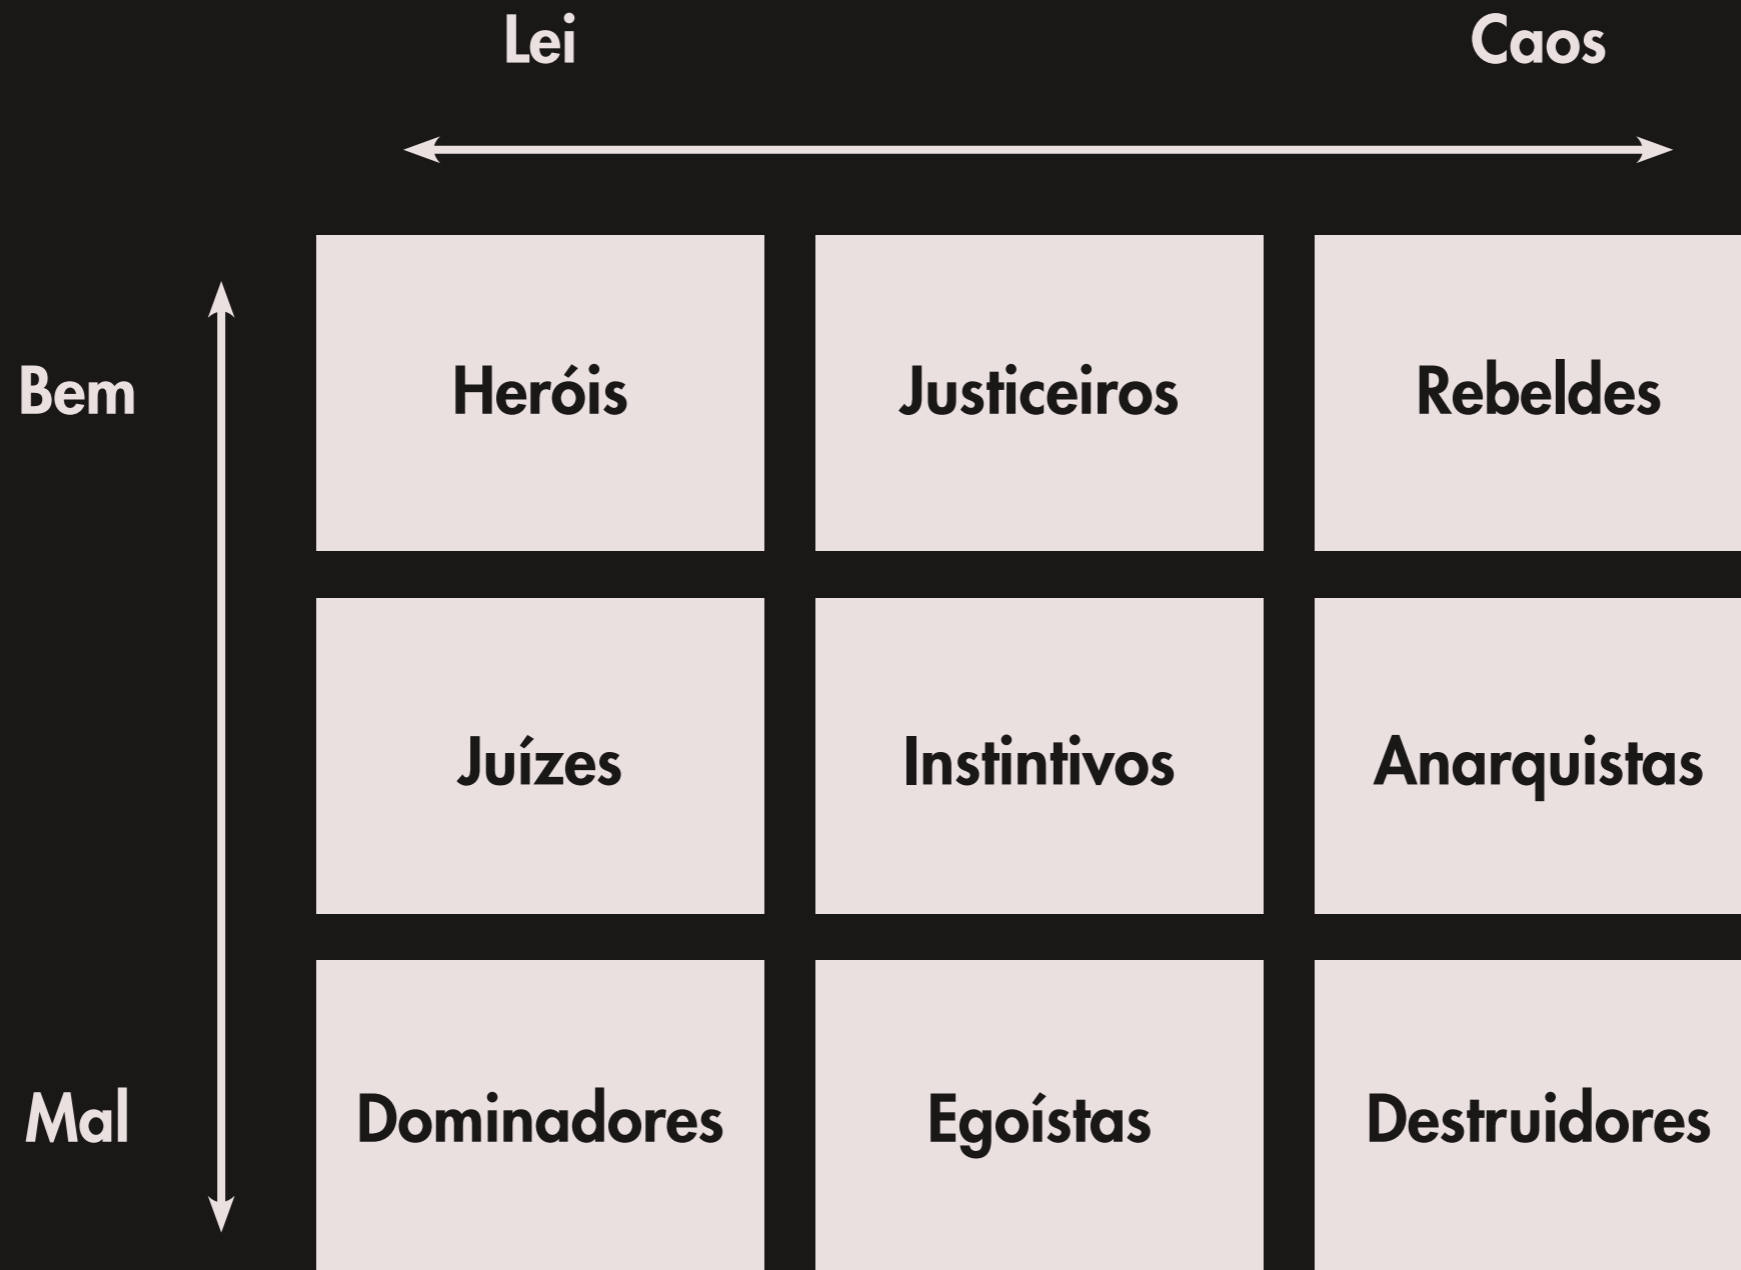 Lei Caos
Bem Heróis Justiceiros Rebeldes
Juízes Instintivos Anarquistas
Mal Dominadores Egoístas Destruidores